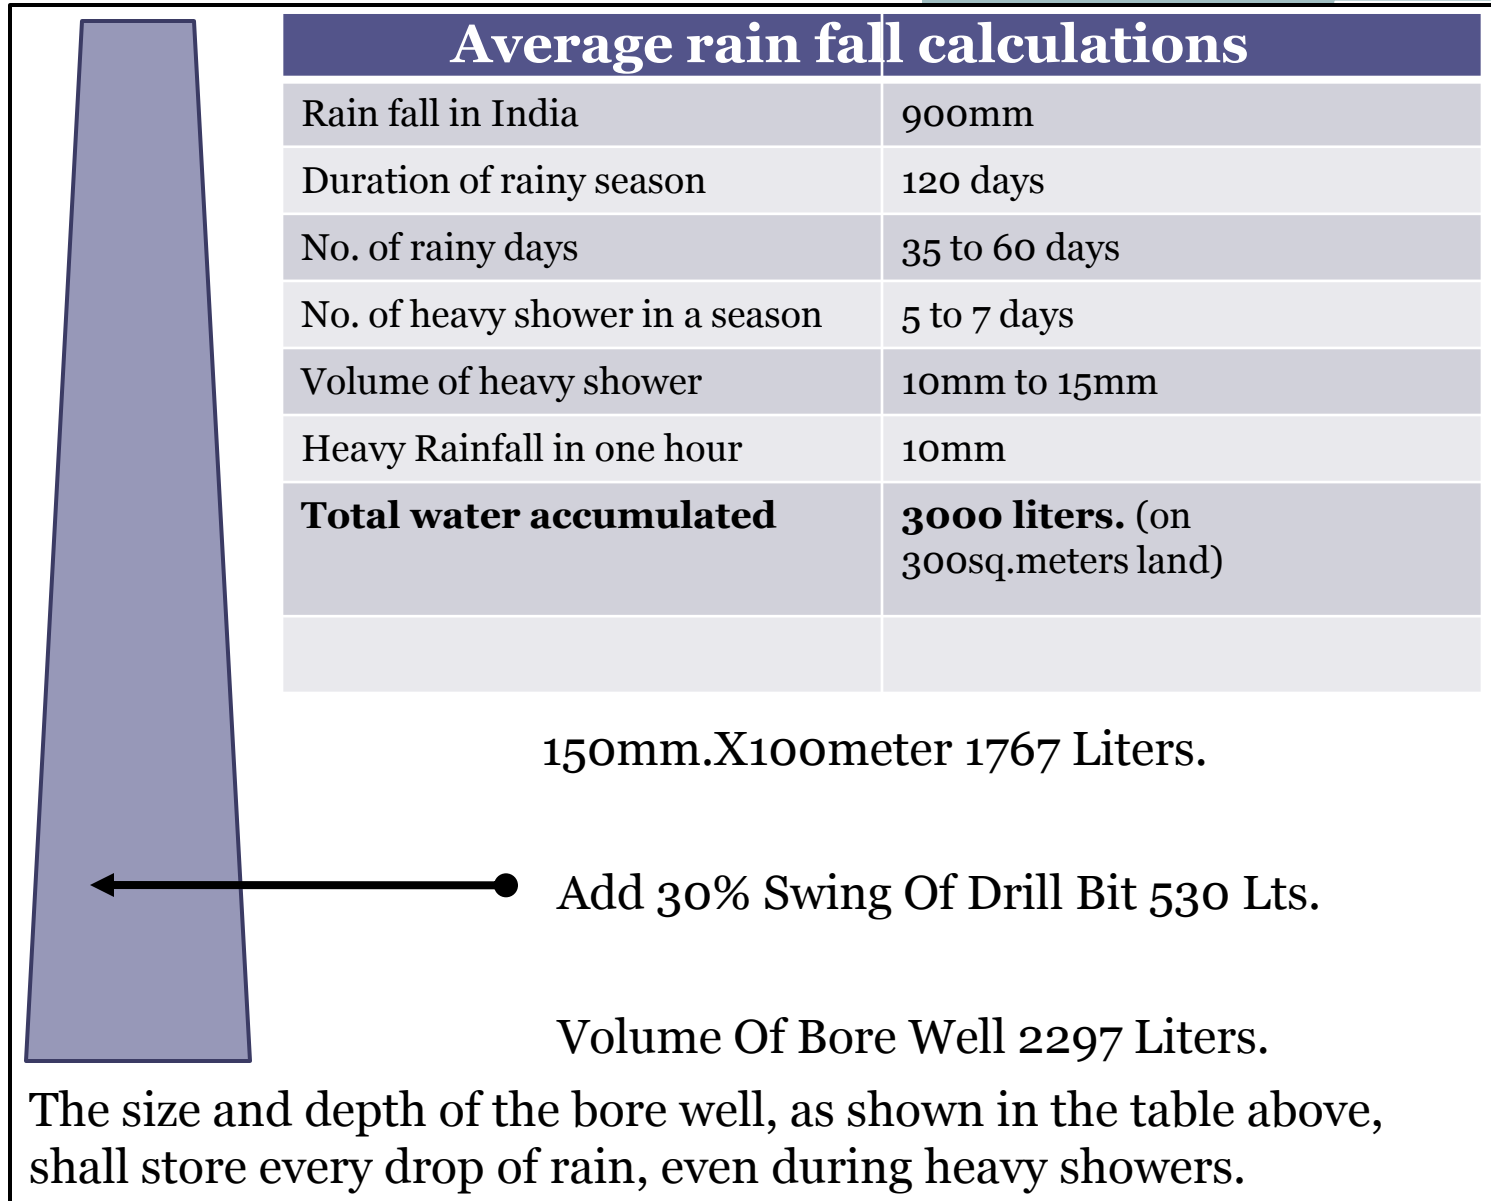 Average rain fall calculations
Rain fall in India 900mm
Duration of rainy season 120 days
No. of rainy days 35 to 60 days
No. of heavy shower in a season 5 to 7 days
Volume of heavy shower 10mm to 15mm
Heavy Rainfall in one hour 10mm
Total water accumulated 3000 liters. (on
300sq.meters land)
150mm.X100meter 1767 Liters.
Add 30% Swing Of Drill Bit 530 Lts.
Volume Of Bore Well 2297 Liters.
The size and depth of the bore well, as shown in the table above,
shall store every drop of rain, even during heavy showers.